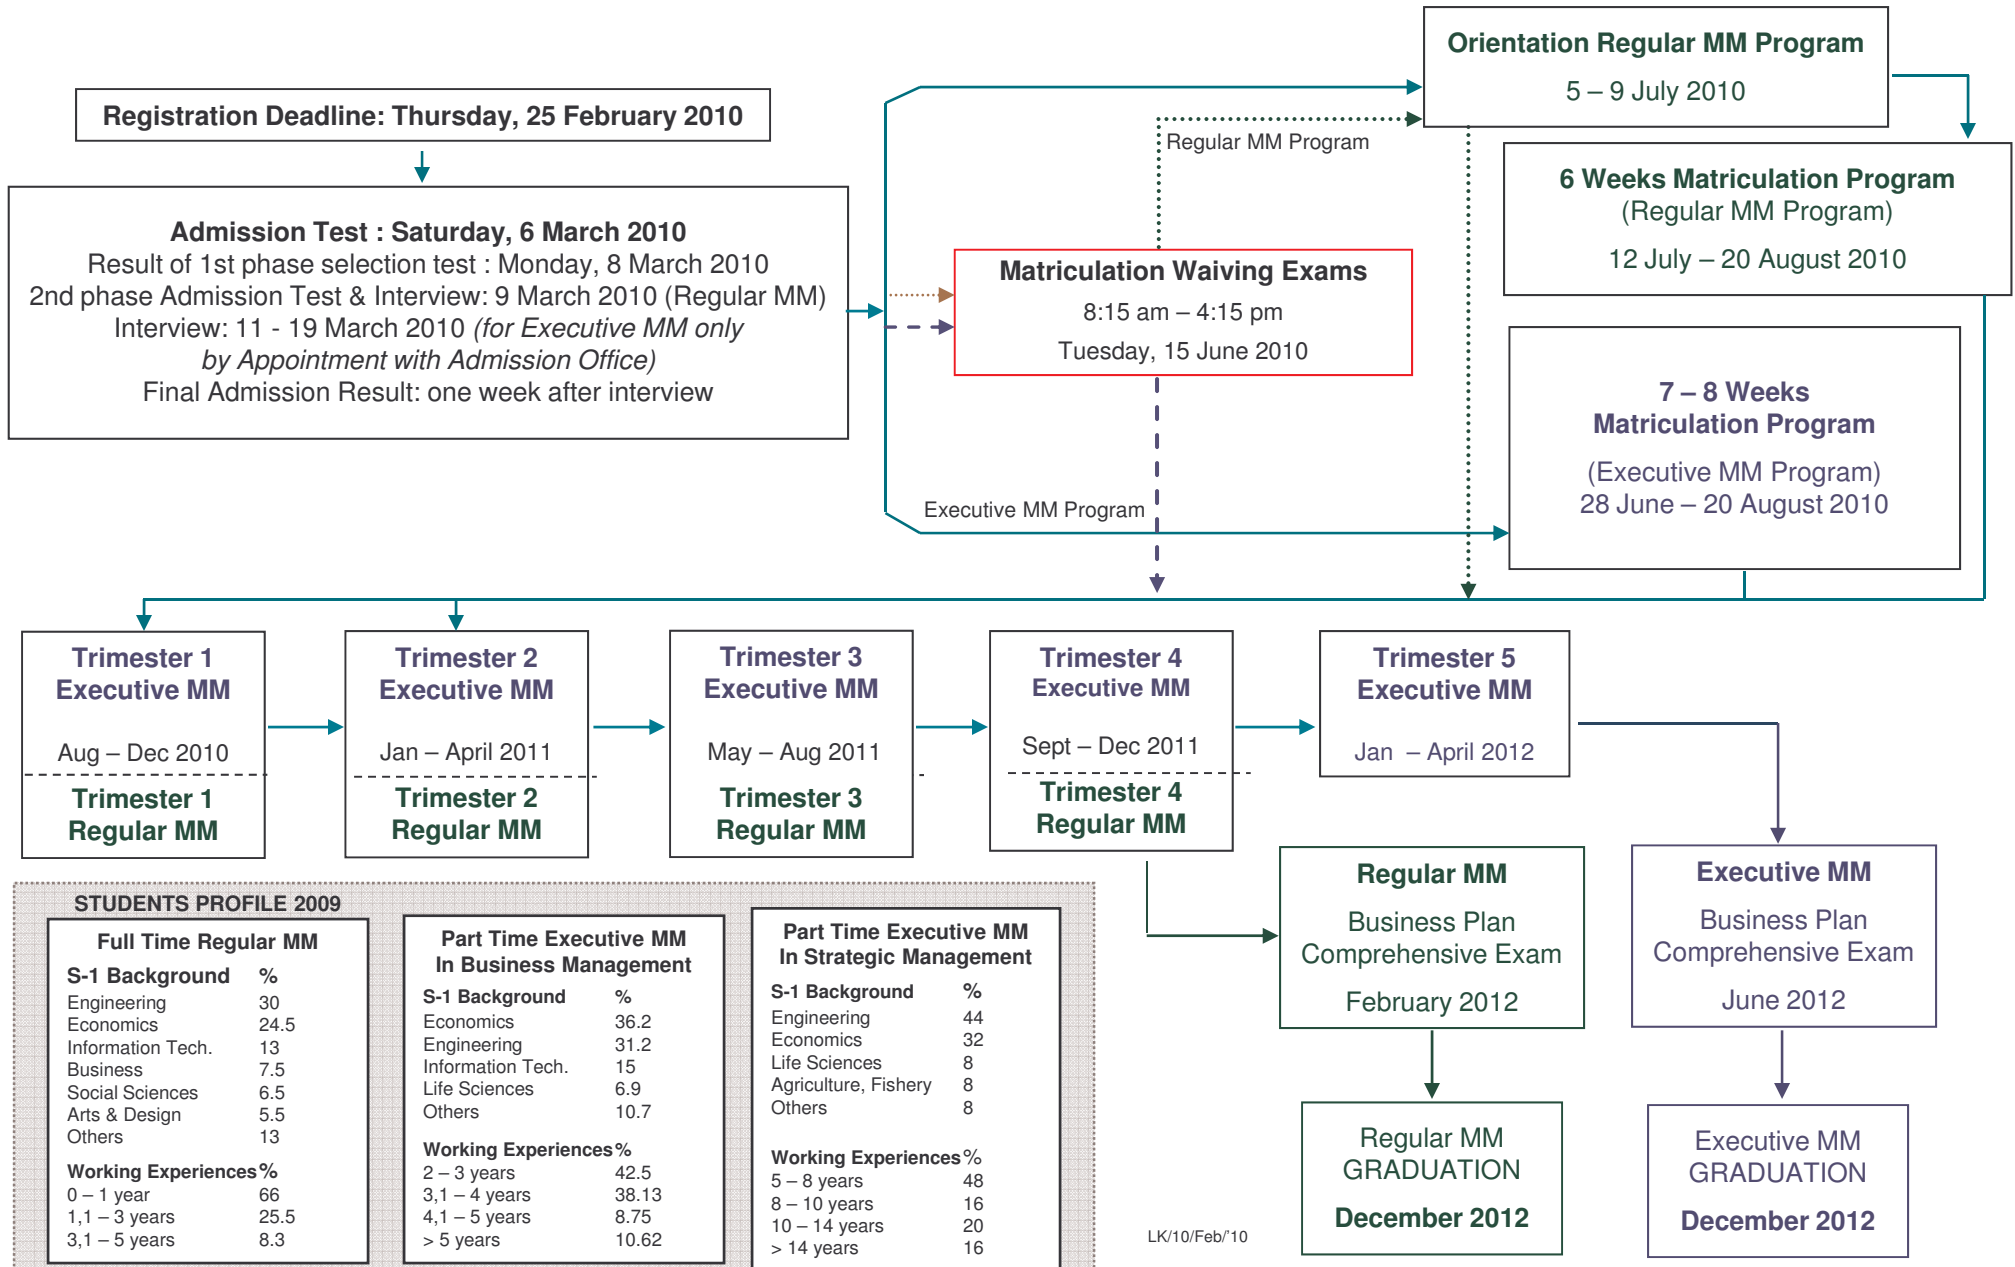 Orientation Regular MM Program
5 – 9 July 2010
Registration Deadline: Thursday, 25 February 2010
Regular MM Program
6 Weeks Matriculation Program
(Regular MM Program)
12 July – 20 August 2010
Admission Test : Saturday, 6 March 2010
Result of 1st phase selection test : Monday, 8 March 2010
2nd phase Admission Test & Interview: 9 March 2010 (Regular MM)
Interview: 11 - 19 March 2010 (for Executive MM only
by Appointment with Admission Office)
Final Admission Result: one week after interview
Matriculation Waiving Exams
8:15 am – 4:15 pm
Tuesday, 15 June 2010
7 – 8 Weeks
Matriculation Program
(Executive MM Program)
28 June – 20 August 2010
Executive MM Program
Trimester 1
Executive MM
Aug – Dec 2010
Trimester 1
Regular MM
Trimester 2
Executive MM
Jan – April 2011
Trimester 2
Regular MM
Trimester 3
Executive MM
May – Aug 2011
Trimester 3
Regular MM
Trimester 4
Executive MM
Sept – Dec 2011
Trimester 4
Regular MM
Trimester 5
Executive MM
Jan – April 2012
Regular MM
Business Plan
Comprehensive Exam
February 2012
Executive MM
Business Plan
Comprehensive Exam
June 2012
Regular MM
GRADUATION
December 2012
Executive MM
GRADUATION
December 2012
STUDENTS PROFILE 2009
Full Time Regular MM
S-1 Background %
Engineering 30
Economics 24.5
Information Tech. 13
Business 7.5
Social Sciences 6.5
Arts & Design 5.5
Others 13
Working Experiences %
0 – 1 year 66
1,1 – 3 years 25.5
3,1 – 5 years 8.3
Part Time Executive MM
In Business Management
S-1 Background %
Economics 36.2
Engineering 31.2
Information Tech. 15
Life Sciences 6.9
Others 10.7
Working Experiences %
2 – 3 years 42.5
3,1 – 4 years 38.13
4,1 – 5 years 8.75
> 5 years 10.62
Part Time Executive MM
In Strategic Management
S-1 Background %
Engineering 44
Economics 32
Life Sciences 8
Agriculture, Fishery 8
Others 8
Working Experiences %
5 – 8 years 48
8 – 10 years 16
10 – 14 years 20
> 14 years 16
LK/10/Feb/'10